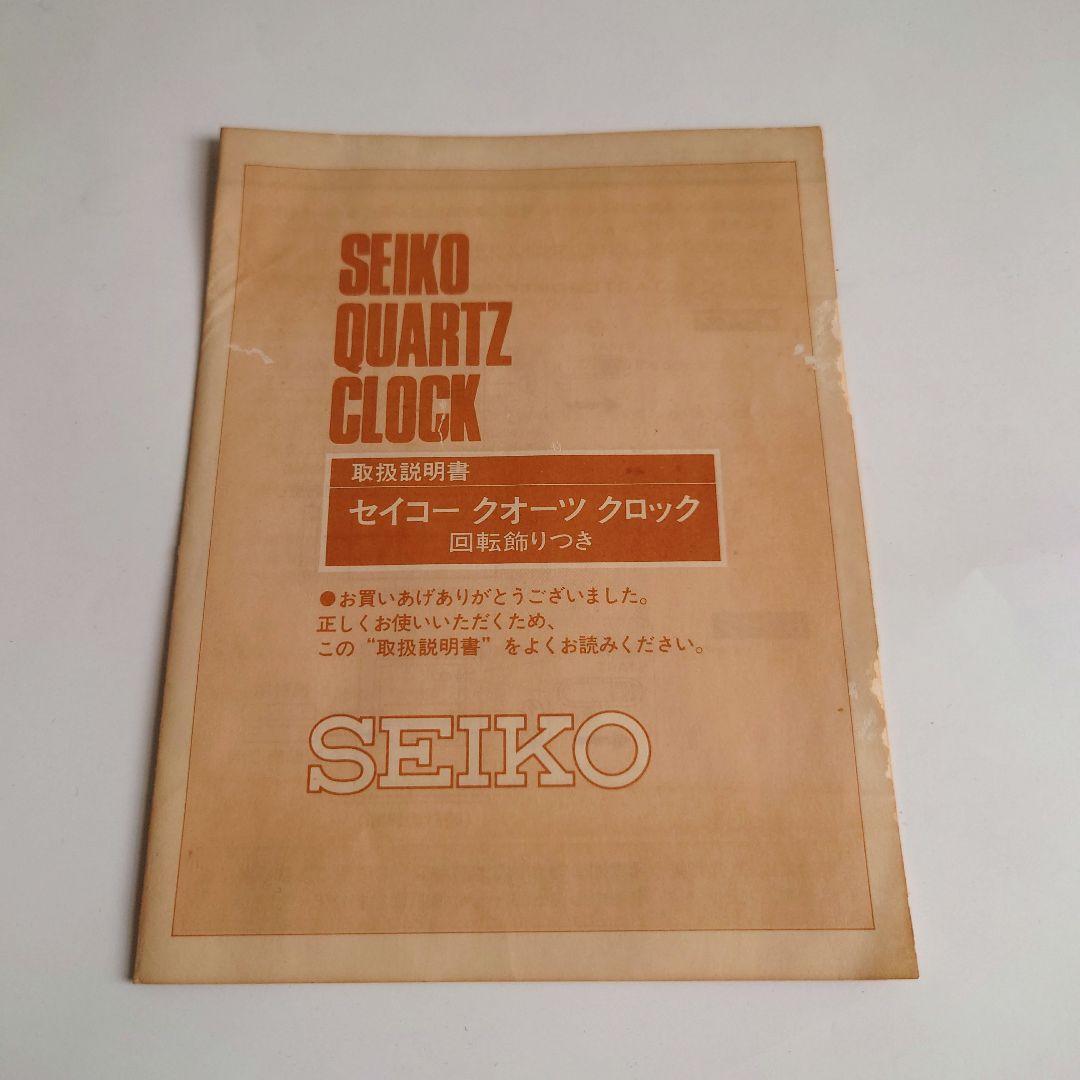 SEIKO
QUARTZ
CLOCK
取扱説明書
セイコー クオーツ クロック
回転飾りつき
●お買いあげありがとうございました。
正しくお使いいただくため、
この“取扱説明書”をよくお読みください。
SEIKO